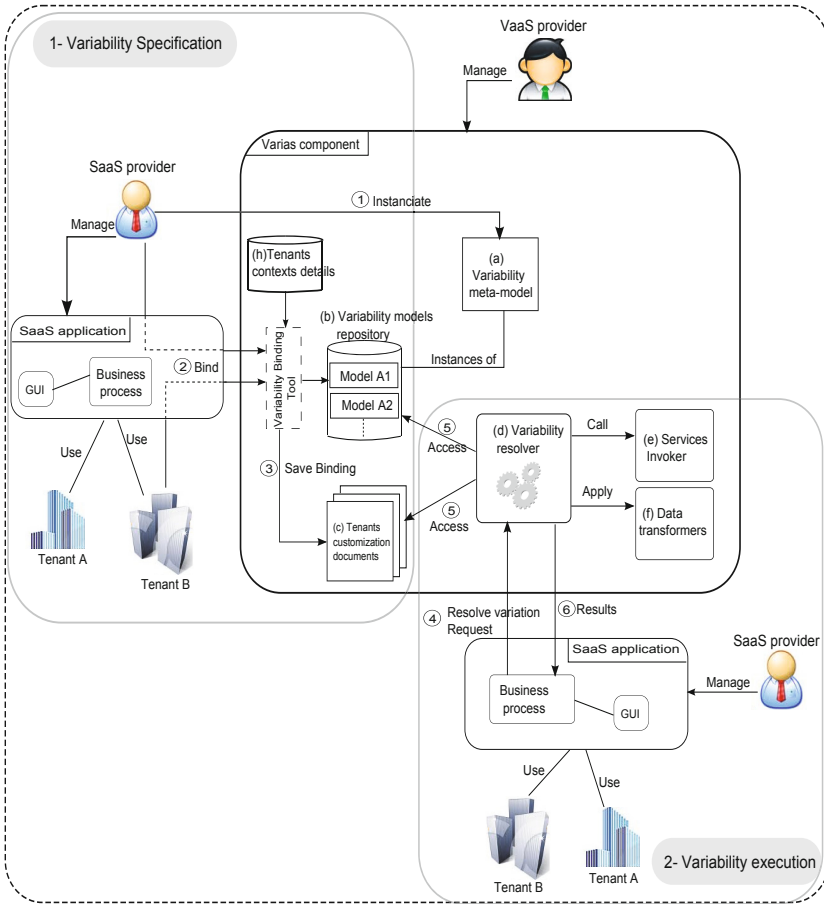 1- Variability Specification
VaaS provider
Manage
Varias component
SaaS provider
① Instanciate
Manage
(h)Tenants
contexts details
(a)
Variability
meta-model
(b) Variability models
repository
SaaS application
Business
process
GUI
② Bind
Variability Binding
Tool
Model A1
Model A2
Instances of
Use
Use
Tenant A
Tenant B
③ Save Binding
(c) Tenants
customization
documents
⑤
Access
⑤
Access
(d) Variability
resolver
Call
(e) Services
Invoker
Apply
(f) Data
transformers
④ Resolve variation
Request
⑥ Results
SaaS provider
SaaS application
Manage
Business
process
GUI
Use
Use
Tenant B
Tenant A
2- Variability execution